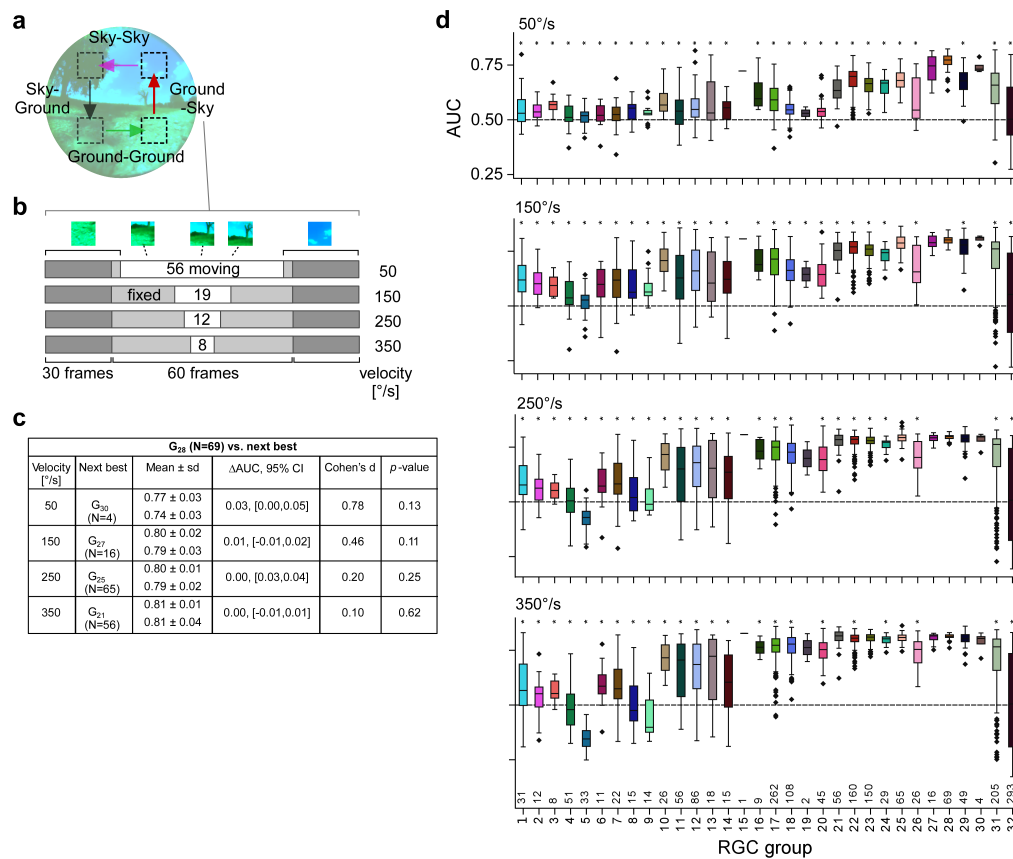 a
Sky-Sky
Sky-
Ground
Ground
-Sky
Ground-Ground
b
56 moving
50
fixed
19
150
12
250
8
350
30 frames
60 frames
velocity
[°/s]
c
G28 (N=69) vs. next best
Velocity [°/s] Next best Mean ± sd ΔAUC, 95% CI Cohen's d p-value
50 G30 (N=4) 0.77 ± 0.03 0.74 ± 0.03 0.03, [0.00,0.05] 0.78 0.13
150 G27 (N=16) 0.80 ± 0.02 0.79 ± 0.03 0.01, [-0.01,0.02] 0.46 0.11
250 G25 (N=65) 0.80 ± 0.01 0.79 ± 0.02 0.00, [0.03,0.04] 0.20 0.25
350 G21 (N=56) 0.81 ± 0.01 0.81 ± 0.04 0.00, [-0.01,0.01] 0.10 0.62
d
50°/s
* * * * * * * * * * * * * * * * * * * * * * * * * * *
AUC
0.75
0.50
0.25
150°/s
250°/s
350°/s
31 12 8 51 33 11 22 15 14 26 56 86 18 15 1 9 262 108 2 45 56 160 150 29 65 26 16 69 49 4 205 293
1 2 3 4 5 6 7 8 9 10 11 12 13 14 15 16 17 18 19 20 21 22 23 24 25 26 27 28 29 30 31 32
RGC group